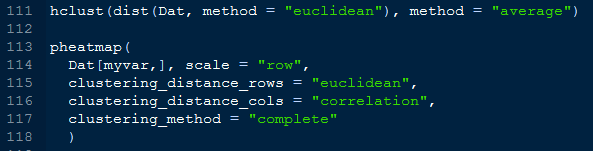 111 hclust(dist(Dat, method = "euclidean"), method = "average")
112
113 pheatmap(
114   Dat[myvar,], scale = "row",
115   clustering_distance_rows = "euclidean",
116   clustering_distance_cols = "correlation",
117   clustering_method = "complete"
118   )